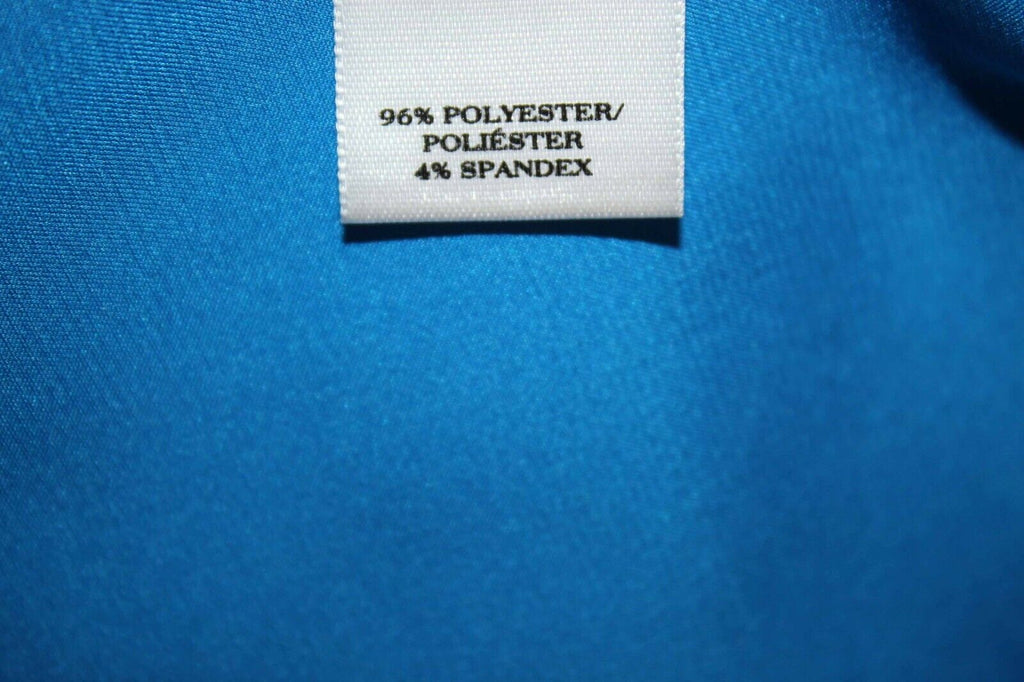 96% POLYESTER/
POLIÉSTER
4% SPANDEX